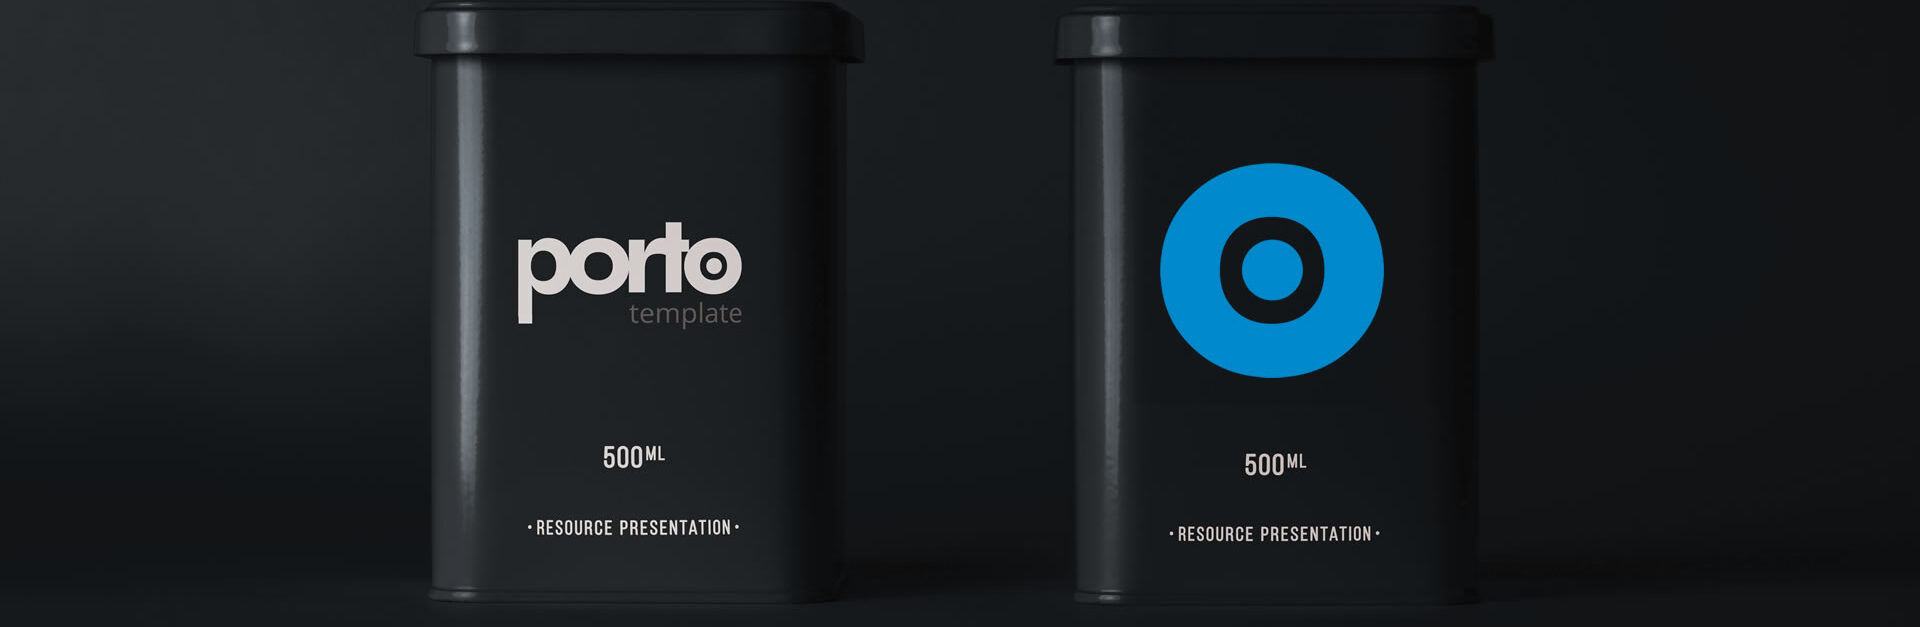 porto
template
500ML
• RESOURCE PRESENTATION •
500ML
• RESOURCE PRESENTATION •